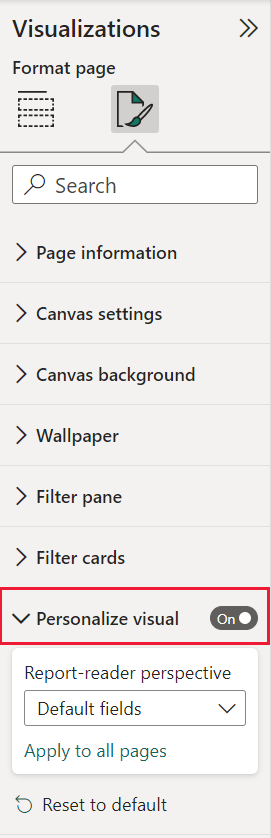 Visualizations
Format page
Search
Page information
Canvas settings
Canvas background
Wallpaper
Filter pane
Filter cards
Personalize visual On
Report-reader perspective
Default fields
Apply to all pages
Reset to default